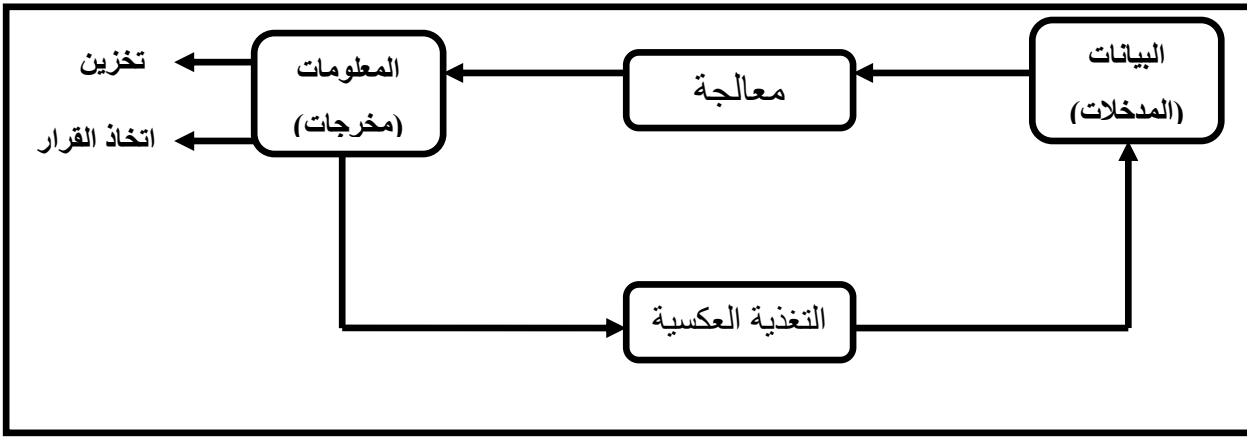 البيانات
(المدخلات)
معالجة
المعلومات
(مخرجات)
تخزين
اتخاذ القرار
التغذية العكسية